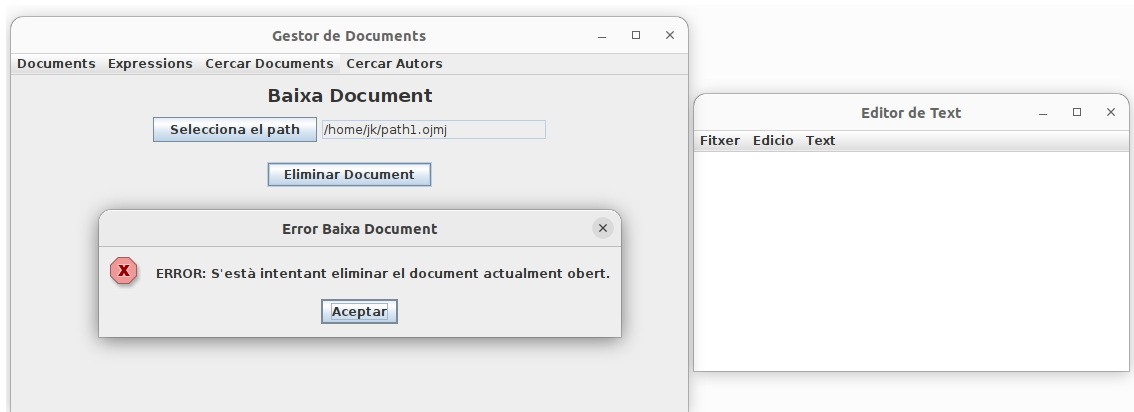 Gestor de Documents
Documents Expressions Cercar Documents Cercar Autors
Baixa Document
Selecciona el path /home/jk/path1.ojmj
Eliminar Document
Error Baixa Document
ERROR: S'està intentant eliminar el document actualment obert.
Aceptar
Editor de Text
Fitxer Edicio Text